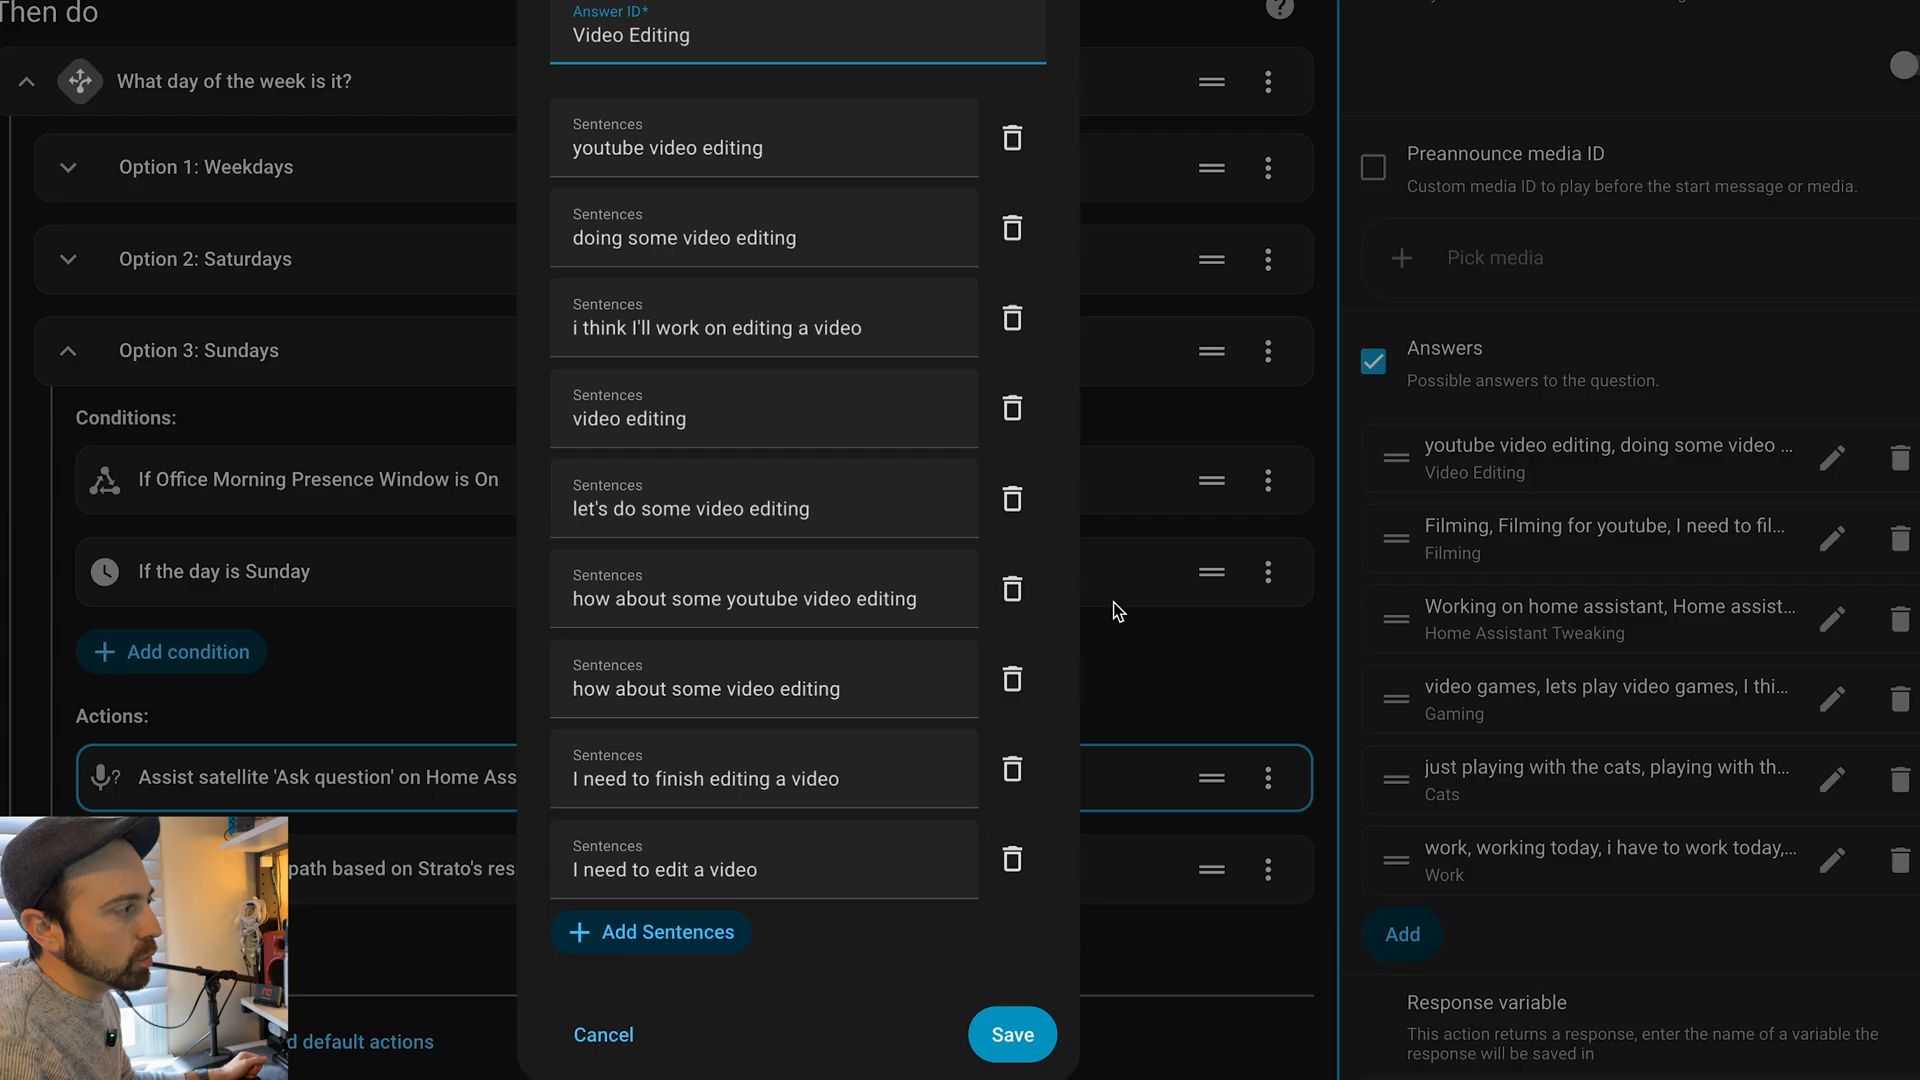 Then do
What day of the week is it?
Option 1: Weekdays
Option 2: Saturdays
Option 3: Sundays
Conditions:
If Office Morning Presence Window is On
If the day is Sunday
Add condition
Actions:
Assist satellite 'Ask question' on Home Ass
path based on Strato's res
d default actions
Answer ID*
Video Editing
Sentences
youtube video editing
Sentences
doing some video editing
Sentences
i think I'll work on editing a video
Sentences
video editing
Sentences
let's do some video editing
Sentences
how about some youtube video editing
Sentences
how about some video editing
Sentences
I need to finish editing a video
Sentences
I need to edit a video
Add Sentences
Cancel
Save
Preannounce media ID
Custom media ID to play before the start message or media.
Pick media
Answers
Possible answers to the question.
youtube video editing, doing some video ...
Video Editing
Filming, Filming for youtube, I need to fil...
Filming
Working on home assistant, Home assist...
Home Assistant Tweaking
video games, lets play video games, I thi...
Gaming
just playing with the cats, playing with th...
Cats
work, working today, i have to work today,...
Work
Add
Response variable
This action returns a response, enter the name of a variable the
response will be saved in